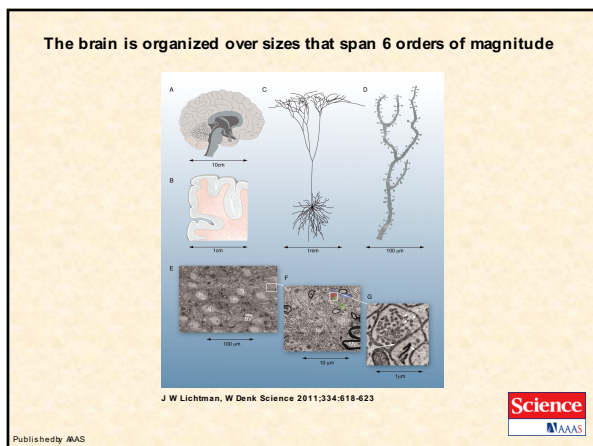 The brain is organized over sizes that span 6 orders of magnitude
A
C
D
10cm
B
1cm
1mm
100 μm
E
F
G
100 μm
10 μm
1um
J W Lichtman, W Denk Science 2011;334:618-623
Published by AAAS
Science
AAAS